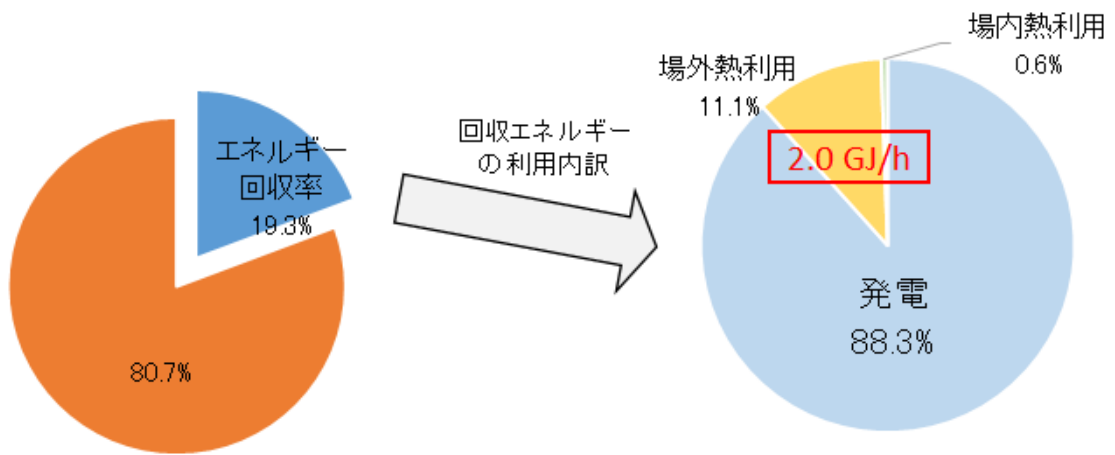 エネルギー
回収率
19.3%
80.7%
回収エネルギー
の利用内訳
場内熱利用
0.6%
場外熱利用
11.1%
2.0 GJ/h
発電
88.3%